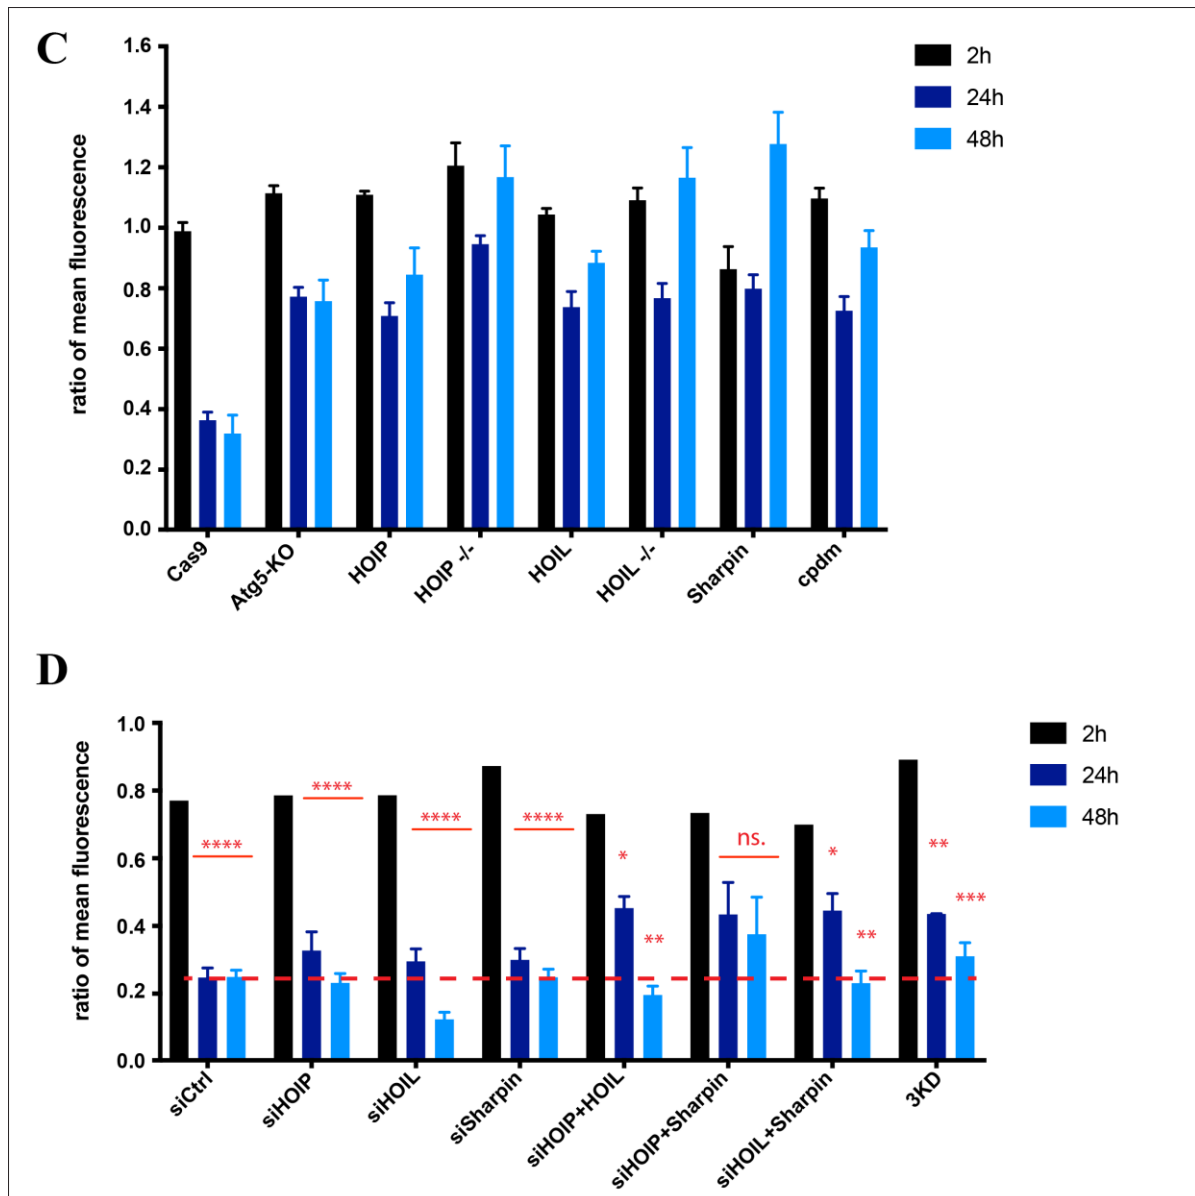 C
1.6
1.4
1.2
1.0
0.8
0.6
0.4
0.2
0.0
ratio of mean fluorescence
2h
24h
48h
Cas9
Atg5-KO
HOIP
HOIP -/-
HOIL
HOIL -/-
Sharpin
cpdm
D
1.0
0.8
0.6
0.4
0.2
0.0
ratio of mean fluorescence
2h
24h
48h
****
****
****
****
*
**
ns.
*
**
**
***
siCtrl
siHOIP
siHOIL
siSharpin
siHOIP+HOIL
siHOIP+Sharpin
siHOIL+Sharpin
3KD